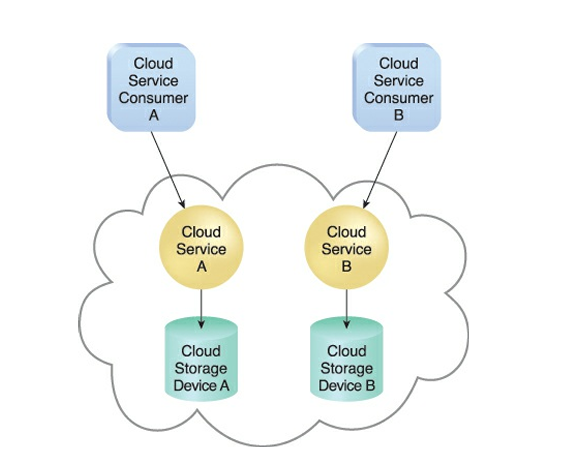 Cloud
Service
Consumer
A
Cloud
Service
Consumer
B
Cloud
Service
A
Cloud
Service
B
Cloud
Storage
Device A
Cloud
Storage
Device B